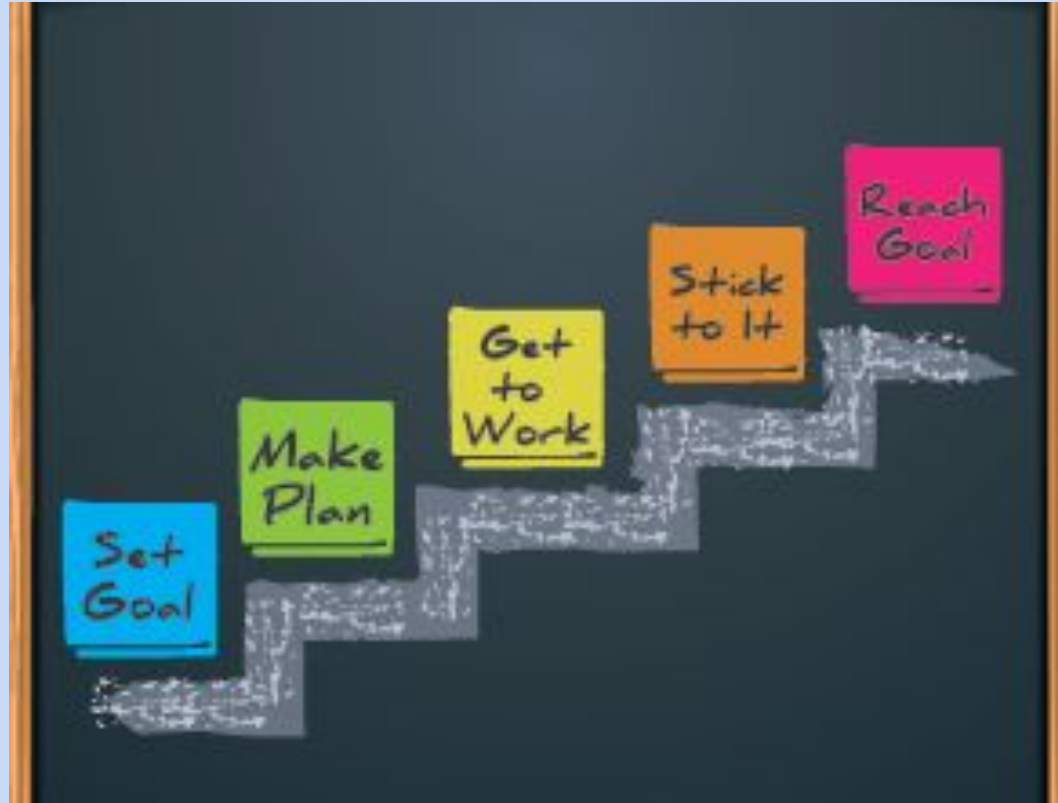 Set
Goal
Make
Plan
Get
to
Work
Stick
to It
Reach
Goal